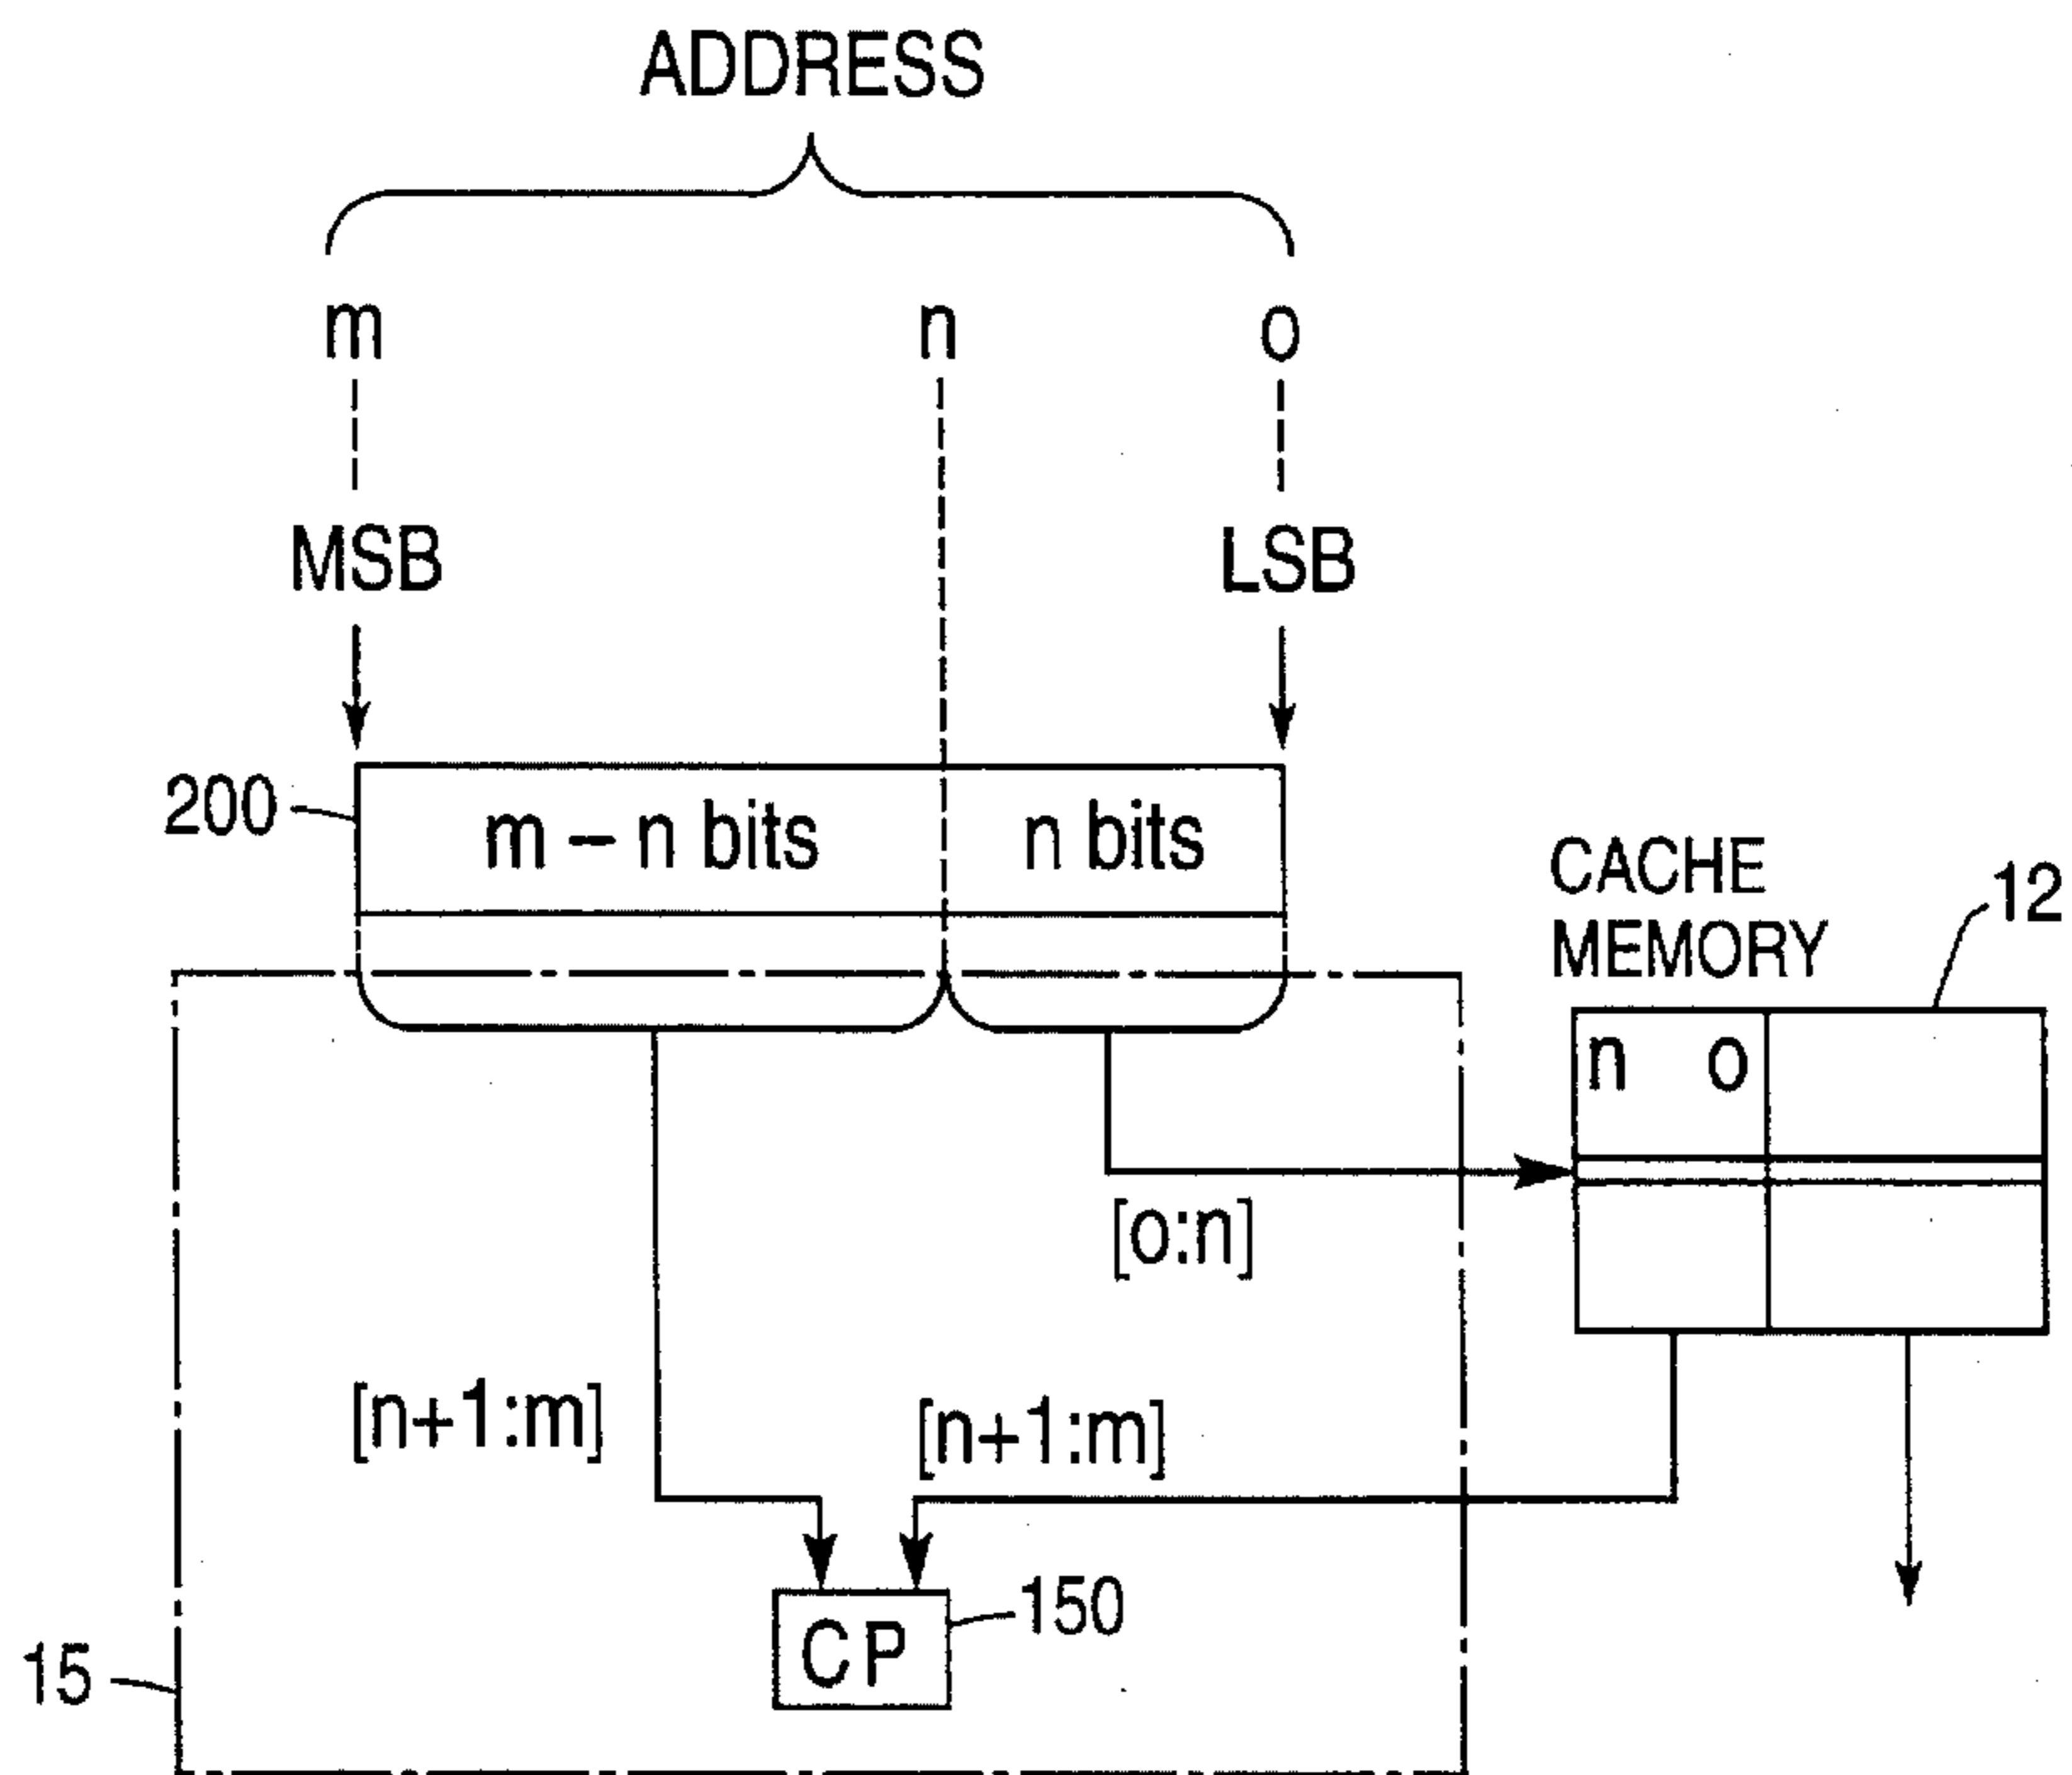 ADDRESS
m n o
MSB LSB
200
m – n bits n bits
CACHE
MEMORY
12
n o
[o:n]
[n+1:m] [n+1:m]
CP
150
15